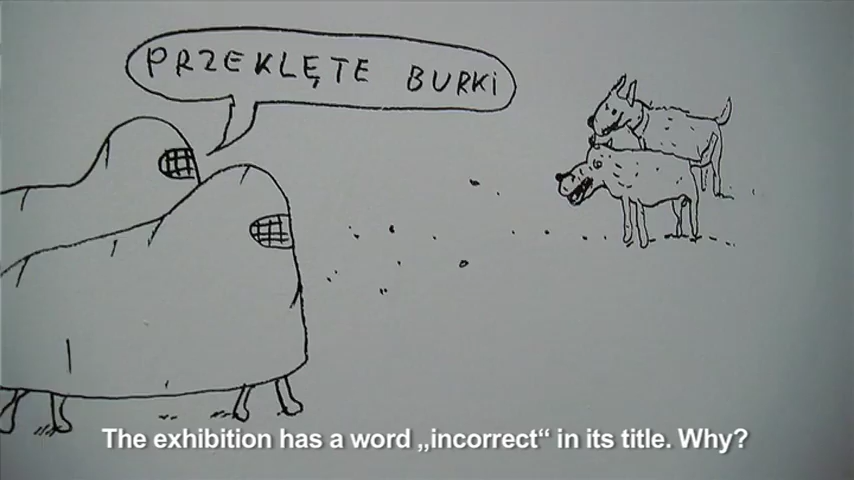 PRZEKLĘTE BURKI
The exhibition has a word „incorrect“ in its title. Why?